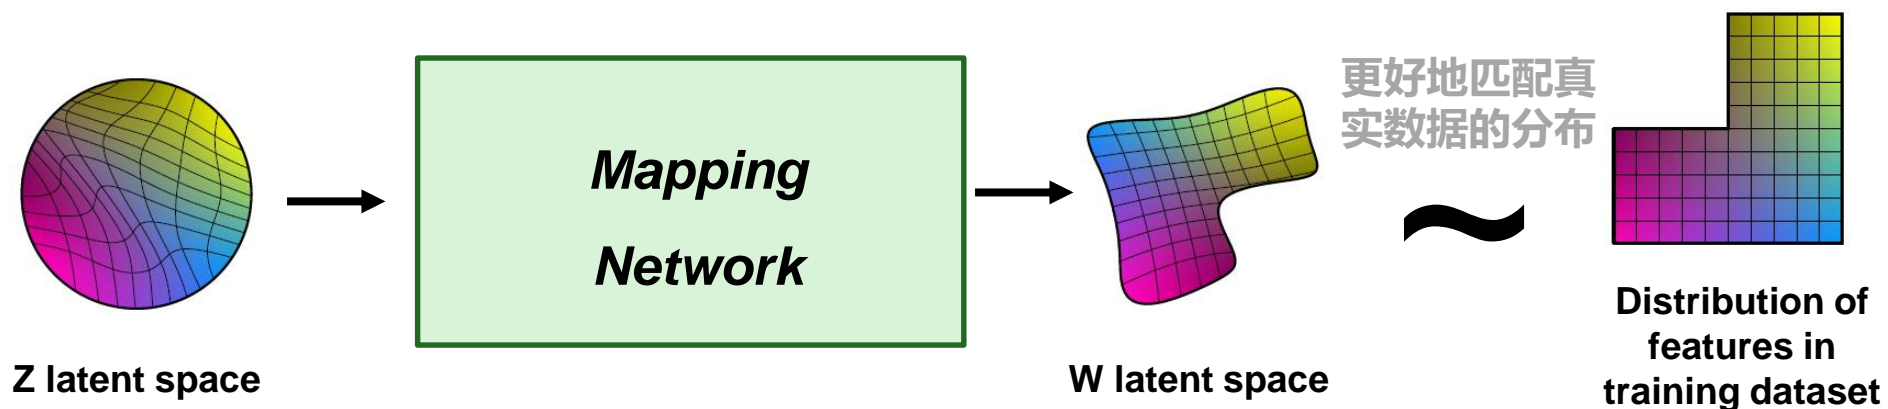 Mapping
Network
更好地匹配真
实数据的分布
Z latent space
W latent space
Distribution of
features in
training dataset